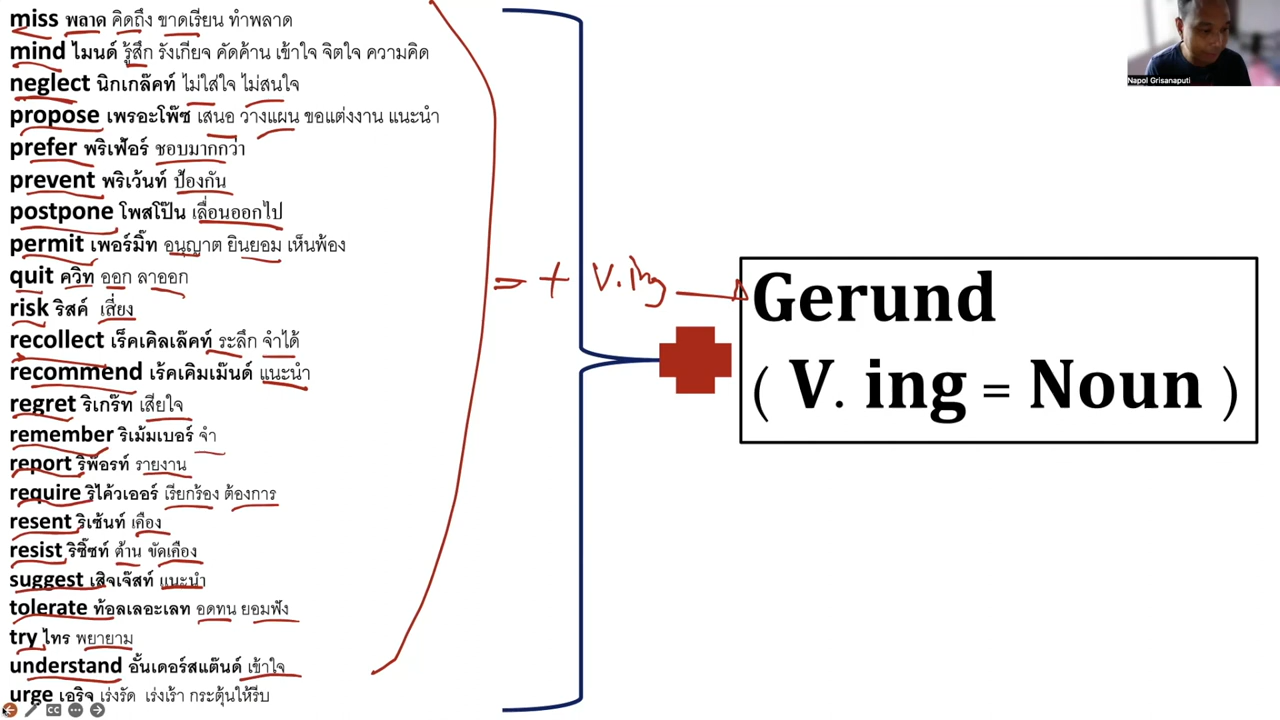 miss พลาด คิดถึง ขาดเรียน ทำพลาด
mind ไมนด์ รู้สึก รังเกียจ คัดค้าน เข้าใจ จิตใจ ความคิด
neglect นิกเกล๊คท์ ไม่ใส่ใจ ไม่สนใจ
propose เพรอะโพ๊ซ เสนอ วางแผน ขอแต่งงาน แนะนำ
prefer พริเฟ้อร์ ชอบมากกว่า
prevent พริเว้นท์ ป้องกัน
postpone โพสโป๊น เลื่อนออกไป
permit เพอร์มิ๊ท อนุญาต ยินยอม เห็นพ้อง
quit ควิท ออก ลาออก
risk ริสค์ เสี่ยง
recollect เร็คเคิลเล๊คท์ ระลึก จำได้
recommend เร้คเคิมเม๊นด์ แนะนำ
regret ริเกร๊ท เสียใจ
remember ริเม้มเบอร์ จำ
report ริพ๊อรท์ รายงาน
require ริไค้วเออร์ เรียกร้อง ต้องการ
resent ริเซ้นท์ เคือง
resist ริซิ๊ซท์ ต้าน ขัดเคือง
suggest เสิจเจ๊สท์ แนะนำ
tolerate ท้อลเลอะเลท อดทน ยอมฟัง
try ไทร พยายาม
understand อั้นเดอร์สแต๊นด์ เข้าใจ
urge เอริจ เร่งรัด เร่งเร้า กระตุ้นให้รีบ
= + V.ing
Gerund
( V. ing = Noun )
Napol Grisanaputi
CC